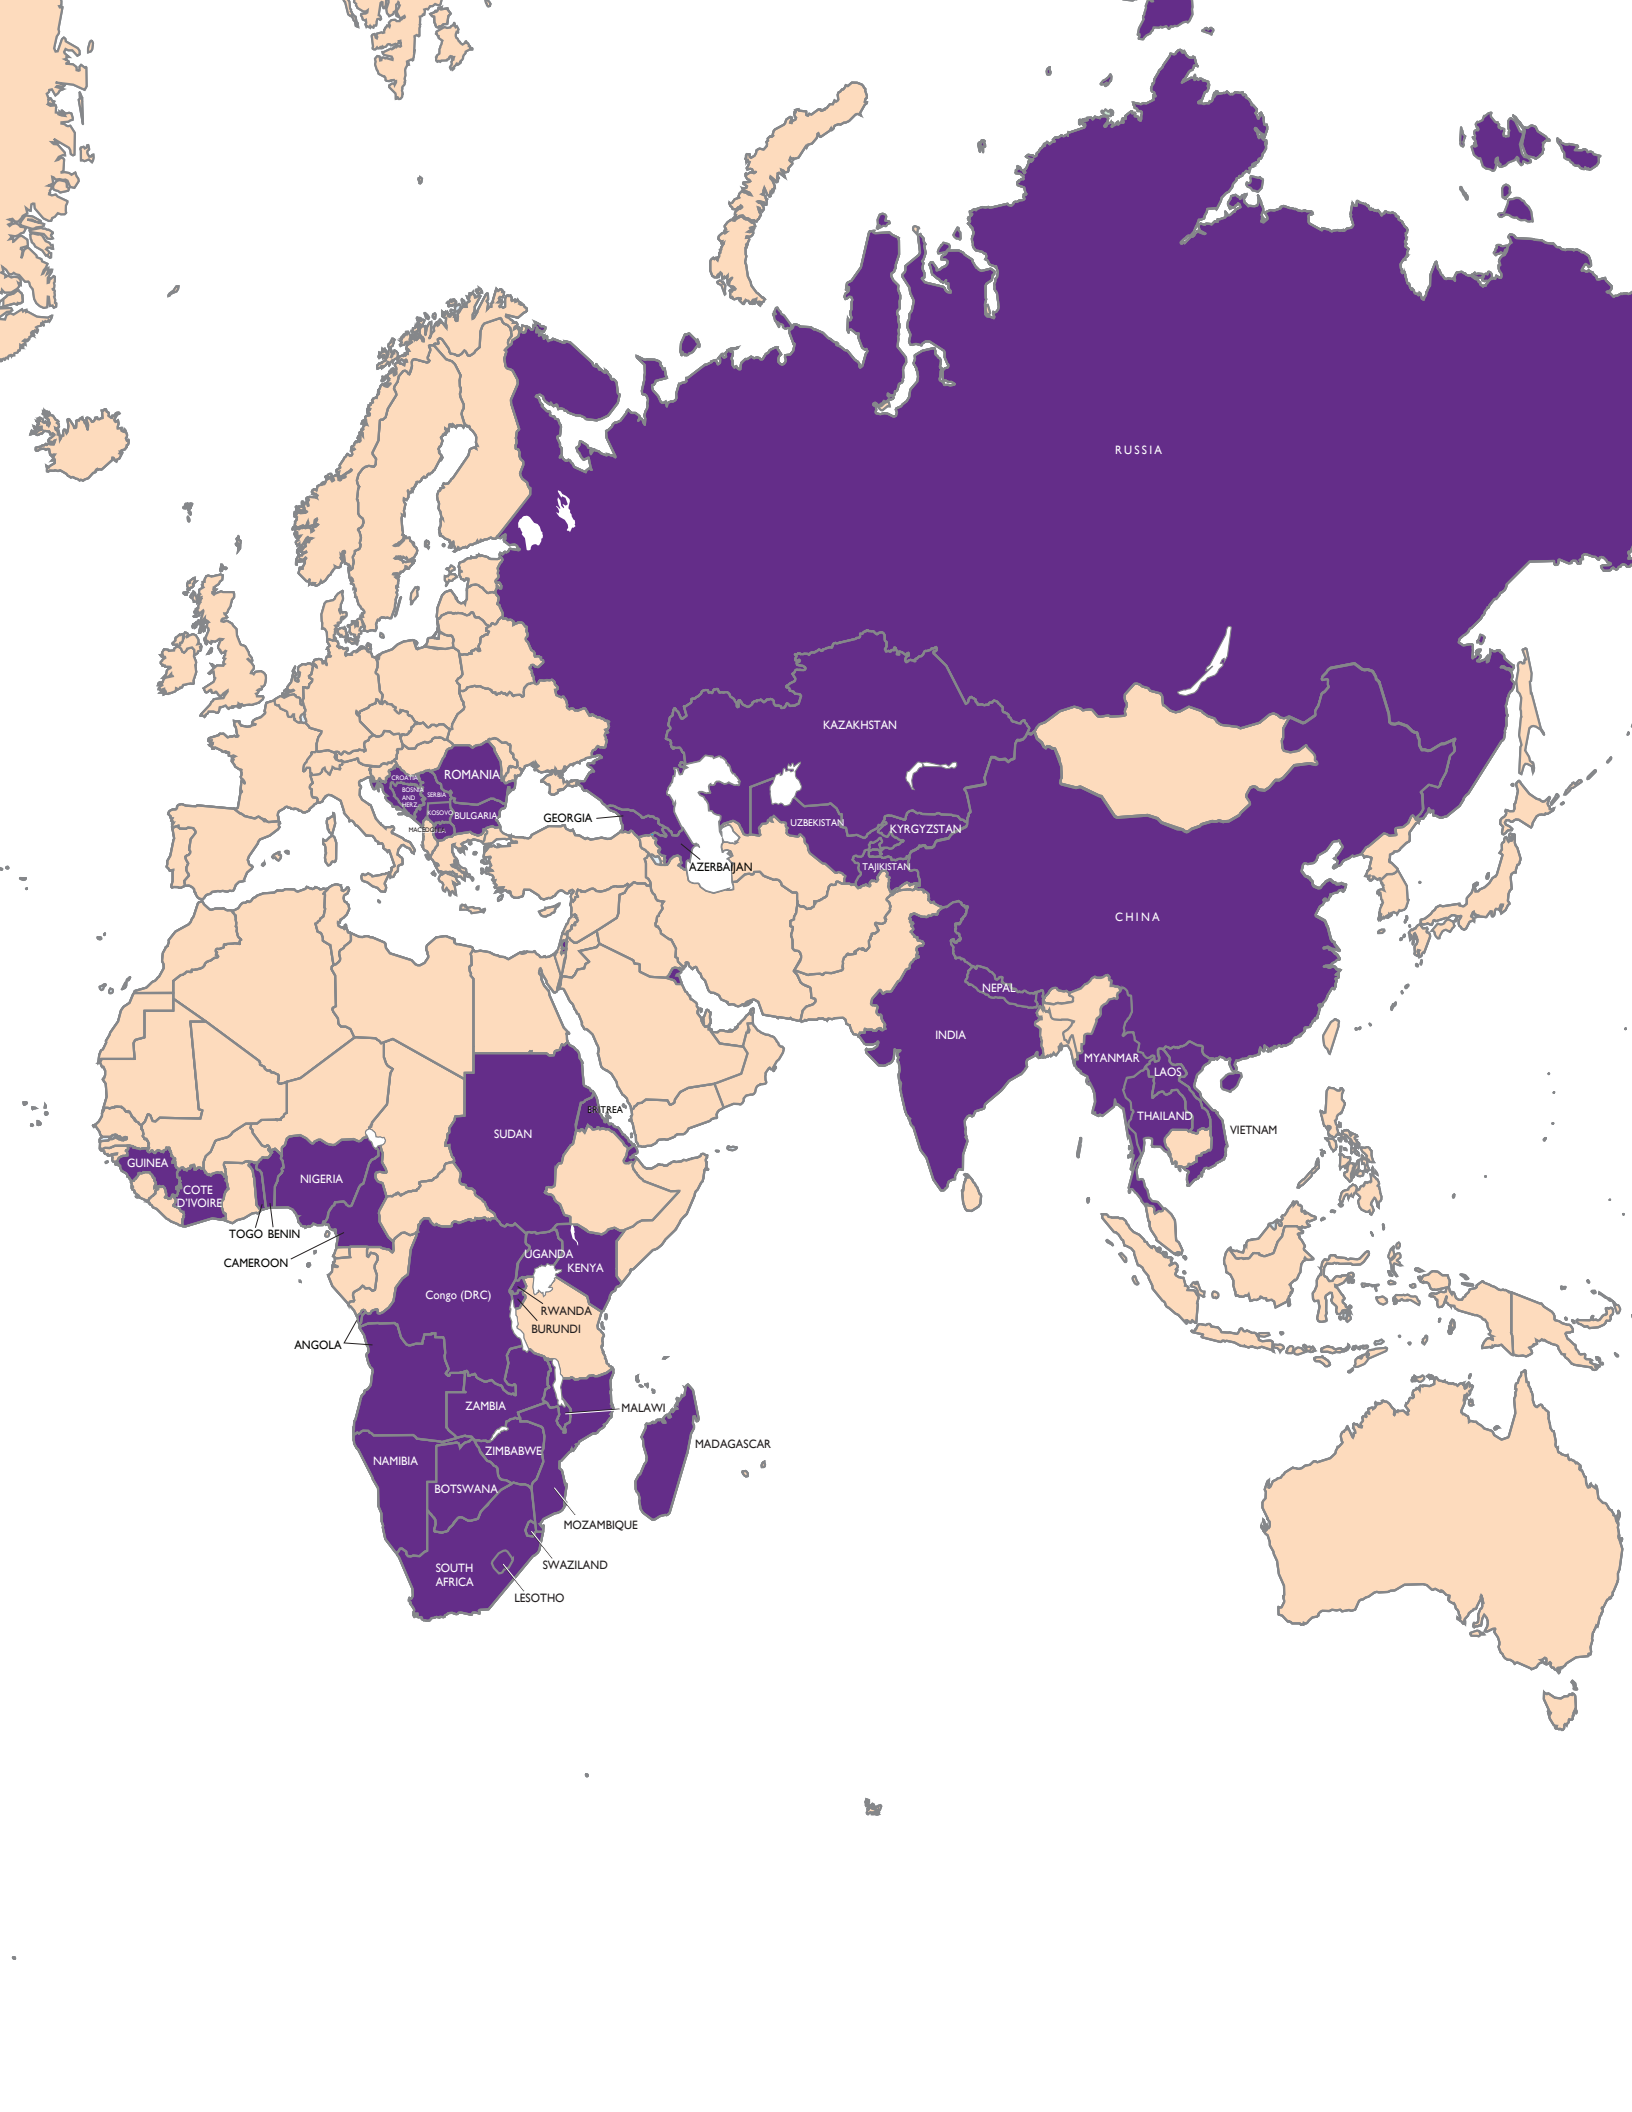 RUSSIA
KAZAKHSTAN
ROMANIA
CROATIA
BOSNIA
AND
HERZ.
SERBIA
KOSOVO
BULGARIA
MACEDONIA
GEORGIA
UZBEKISTAN
KYRGYZSTAN
AZERBAIJAN
TAJIKISTAN
CHINA
NEPAL
INDIA
MYANMAR
LAOS
THAILAND
VIETNAM
ERITREA
SUDAN
GUINEA
COTE
D'IVOIRE
NIGERIA
TOGO
BENIN
CAMEROON
UGANDA
KENYA
Congo (DRC)
RWANDA
BURUNDI
ANGOLA
ZAMBIA
MALAWI
MADAGASCAR
ZIMBABWE
NAMIBIA
BOTSWANA
MOZAMBIQUE
SWAZILAND
SOUTH
AFRICA
LESOTHO